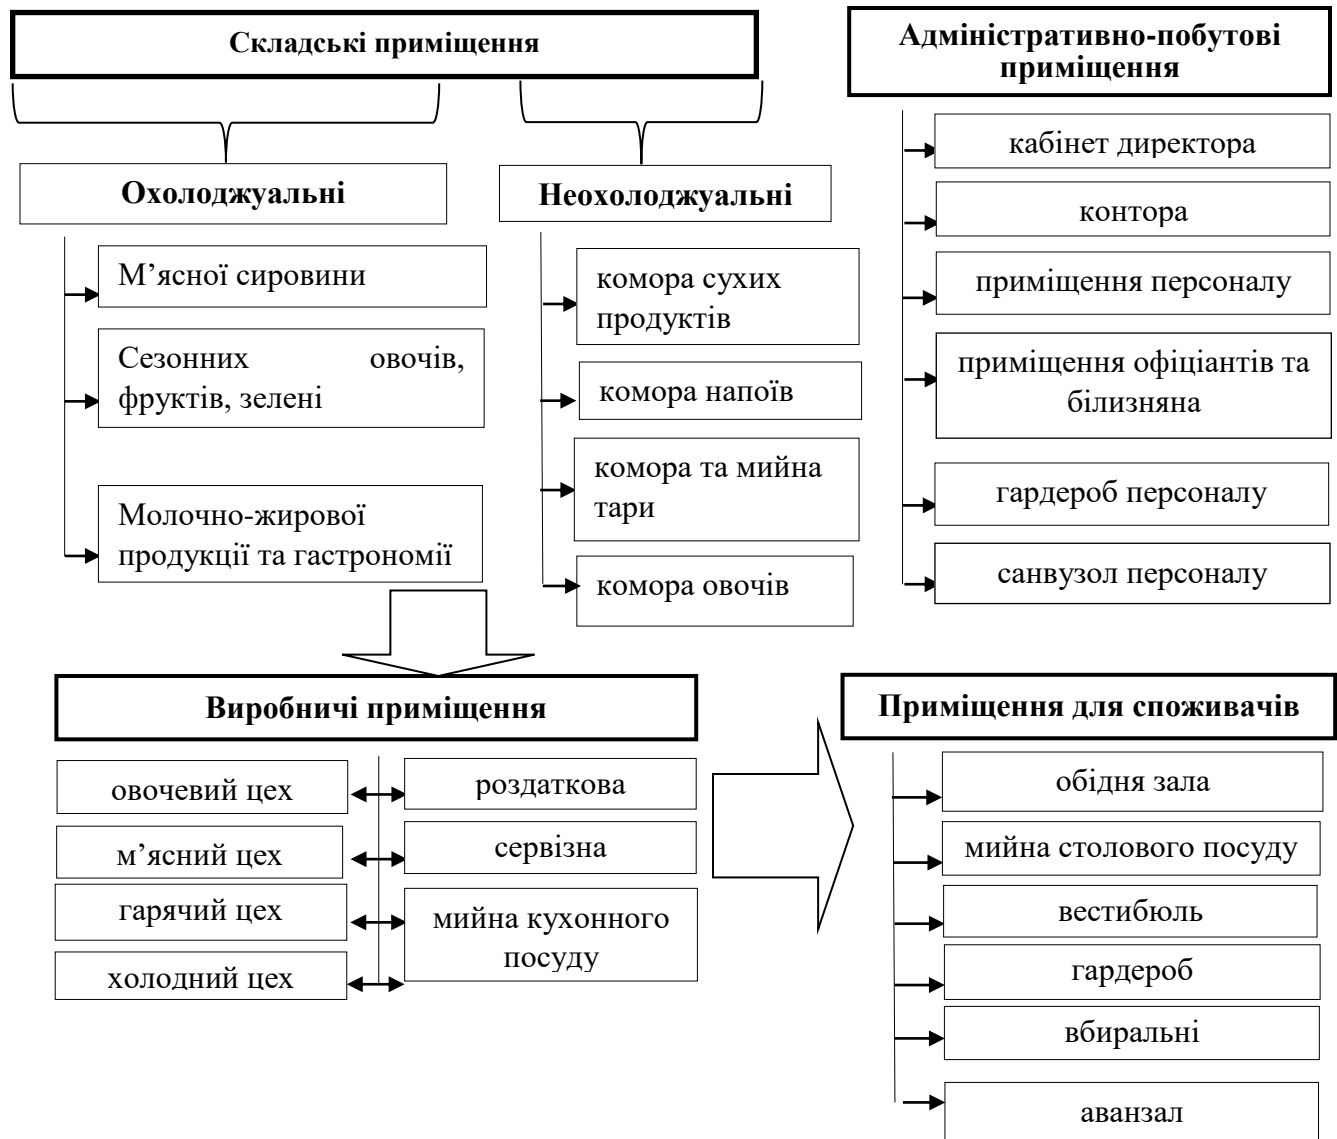 Складські приміщення
Охолоджуальні
М’ясної сировини
Сезонних овочів,
фруктів, зелені
Молочно-жирової
продукції та гастрономії
Неохолоджуальні
комора сухих
продуктів
комора напоїв
комора та мийна
тари
комора овочів
Адміністративно-побутові
приміщення
кабінет директора
контора
приміщення персоналу
приміщення офіціантів та
білизняна
гардероб персоналу
санвузол персоналу
Виробничі приміщення
овочевий цех
м’ясний цех
гарячий цех
холодний цех
роздаткова
сервізна
мийна кухонного
посуду
Приміщення для споживачів
обідня зала
мийна столового посуду
вестибюль
гардероб
вбиральні
аванзал